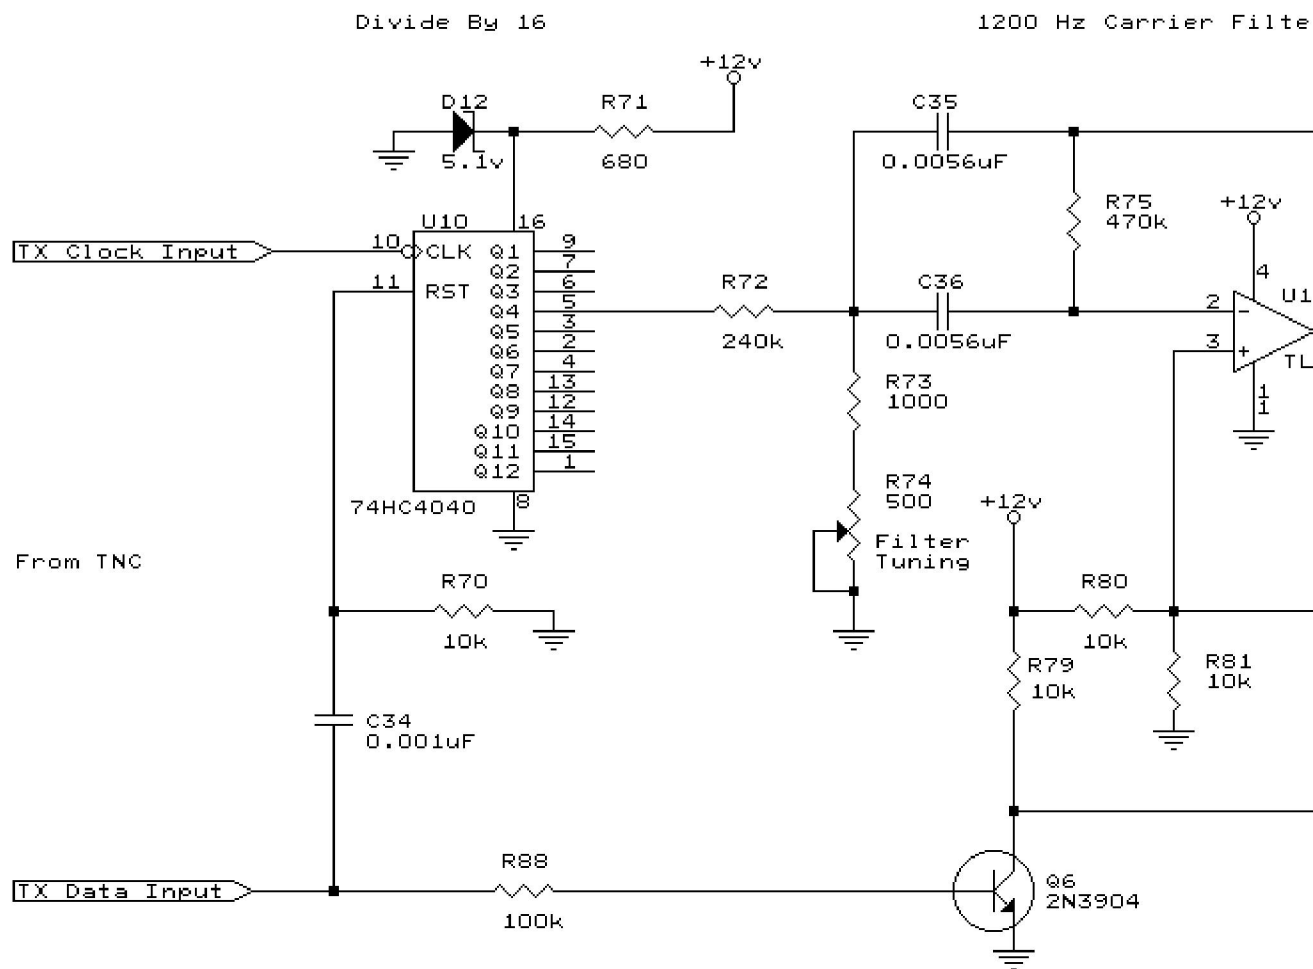 Divide By 16
1200 Hz Carrier Filte
+12v
D12
R71
C35
5.1v
680
0.0056uF
U10
16
R75
470k
+12v
TX Clock Input
10
CLK
Q1
9
Q2
7
11
RST
Q3
6
Q4
5
Q5
3
Q6
2
Q7
4
Q8
13
Q9
12
Q10
14
Q11
15
Q12
1
R72
240k
C36
0.0056uF
4
2
-
U1
3
+
TL
11
R73
1000
74HC4040
8
R74
500
+12v
From TNC
Filter
Tuning
R70
10k
R80
10k
R79
10k
R81
10k
C34
0.001uF
R88
TX Data Input
100k
Q6
2N3904